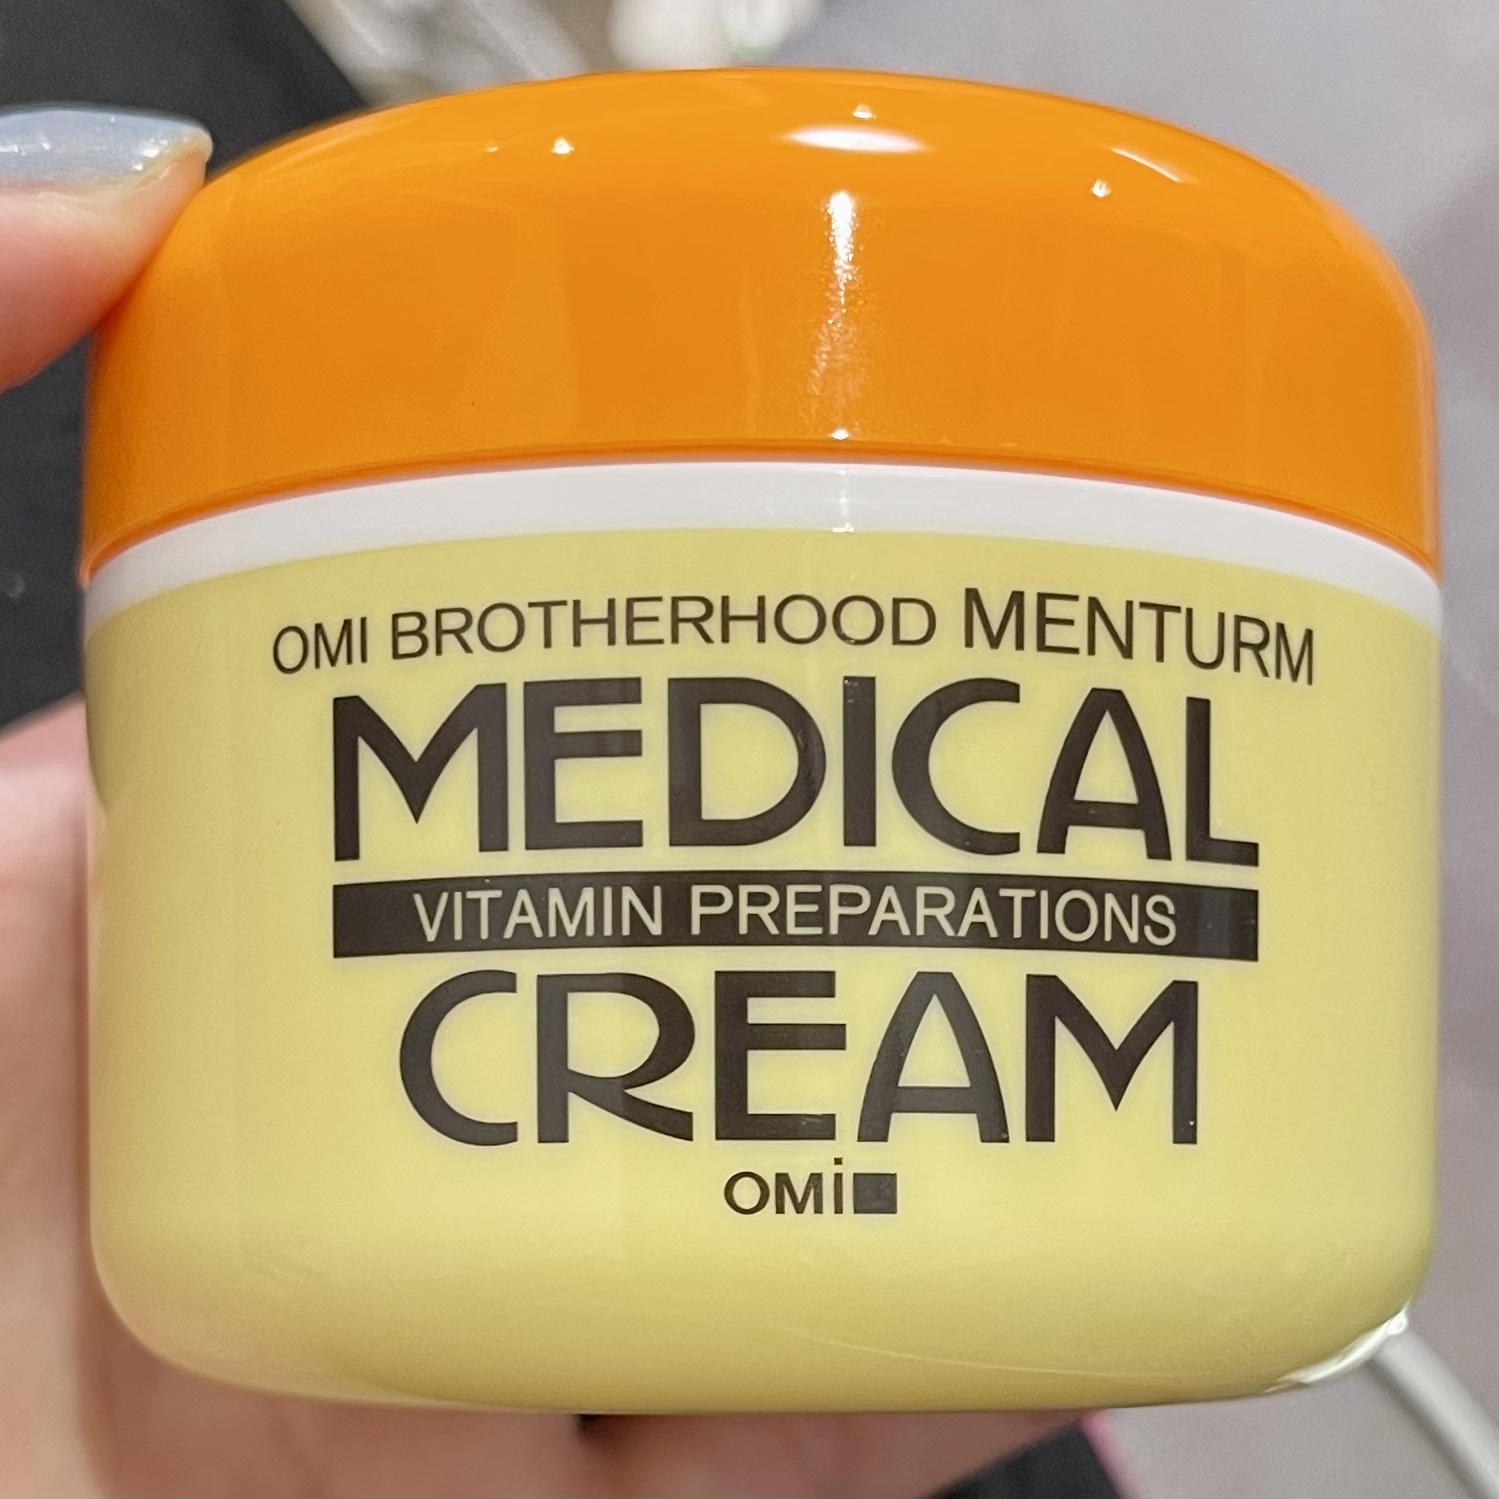 OMI BROTHERHOOD MENTURM
MEDICAL
VITAMIN PREPARATIONS
CREAM
OMi